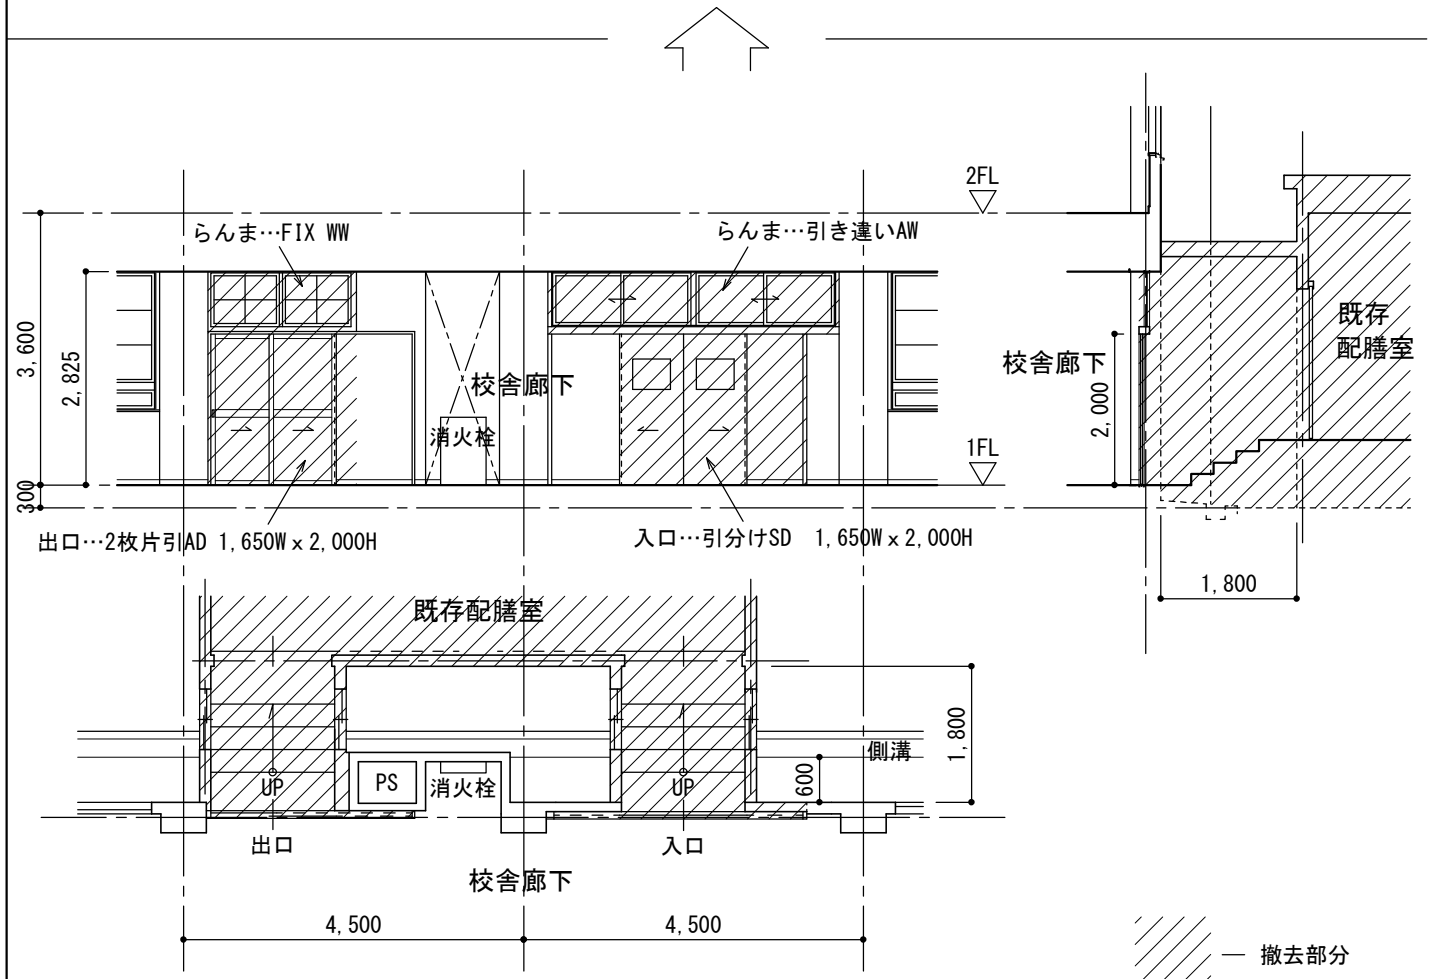 2FL
らんま…FIX WW
らんま…引き違いAW
3,600
2,825
校舎廊下
消火栓
1FL
300
出口…2枚片引AD 1,650W x 2,000H
入口…引分けSD 1,650W x 2,000H
校舎廊下
2,000
既存
配膳室
1,800
既存配膳室
1,800
側溝
600
UP
PS
消火栓
UP
出口
入口
校舎廊下
4,500
4,500
撤去部分